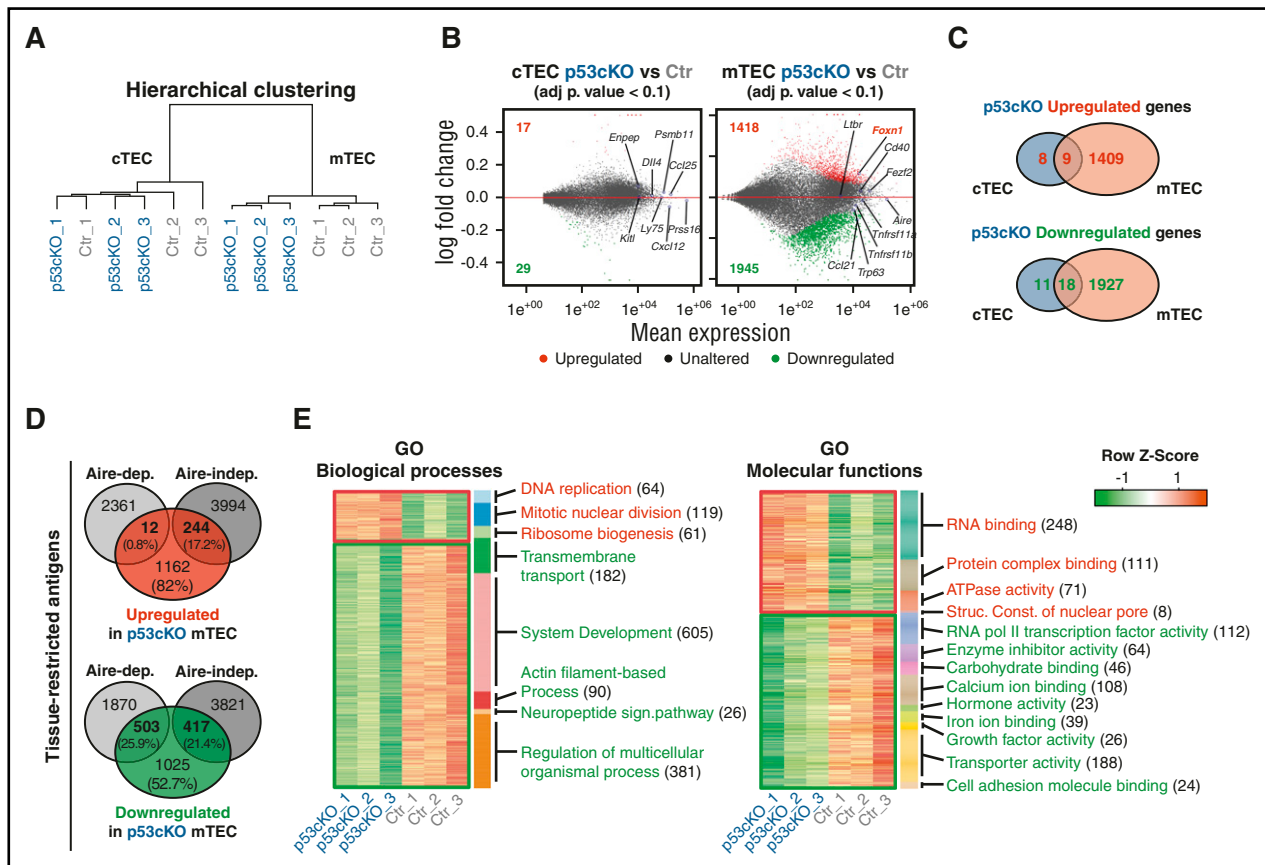 A
Hierarchical clustering
cTEC
mTEC
p53cKO_1
Ctr_1
p53cKO_2
p53cKO_3
Ctr_2
Ctr_3
p53cKO_1
p53cKO_2
p53cKO_3
Ctr_1
Ctr_2
Ctr_3
B
cTEC p53cKO vs Ctr
(adj p. value < 0.1)
mTEC p53cKO vs Ctr
(adj p. value < 0.1)
log fold change
0.4
0.2
0.0
-0.2
-0.4
17
29
Enpep
Psmb11
Dll4
Ccl25
Kitl
Ly75
Prss16
Cxcl12
1418
1945
Ltbr
Foxn1
Cd40
Fezf2
Aire
Tnfrsf11a
Tnfrsf11b
Ccl21
Trp63
1e+00
1e+02
1e+04
1e+06
1e+00
1e+02
1e+04
1e+06
Mean expression
Upregulated
Unaltered
Downregulated
C
p53cKO Upregulated genes
8 9 1409
cTEC
mTEC
p53cKO Downregulated genes
11 18 1927
cTEC
mTEC
D
Tissue-restricted antigens
Aire-dep. Aire-indep.
2361 3994
12 244
(0.8%) (17.2%)
1162
(82%)
Upregulated
in p53cKO mTEC
Aire-dep. Aire-indep.
1870 3821
503 417
(25.9%) (21.4%)
1025
(52.7%)
Downregulated
in p53cKO mTEC
E
GO
Biological processes
DNA replication (64)
Mitotic nuclear division (119)
Ribosome biogenesis (61)
Transmembrane
transport (182)
System Development (605)
Actin filament-based
Process (90)
Neuropeptide sign.pathway (26)
Regulation of multicellular
organismal process (381)
p53cKO_1
p53cKO_2
p53cKO_3
Ctr_1
Ctr_2
Ctr_3
GO
Molecular functions
Row Z-Score
-1 1
RNA binding (248)
Protein complex binding (111)
ATPase activity (71)
Struc. Const. of nuclear pore (8)
RNA pol II transcription factor activity (112)
Enzyme inhibitor activity (64)
Carbohydrate binding (46)
Calcium ion binding (108)
Hormone activity (23)
Iron ion binding (39)
Growth factor activity (26)
Transporter activity (188)
Cell adhesion molecule binding (24)
p53cKO_1
p53cKO_2
p53cKO_3
Ctr_1
Ctr_2
Ctr_3